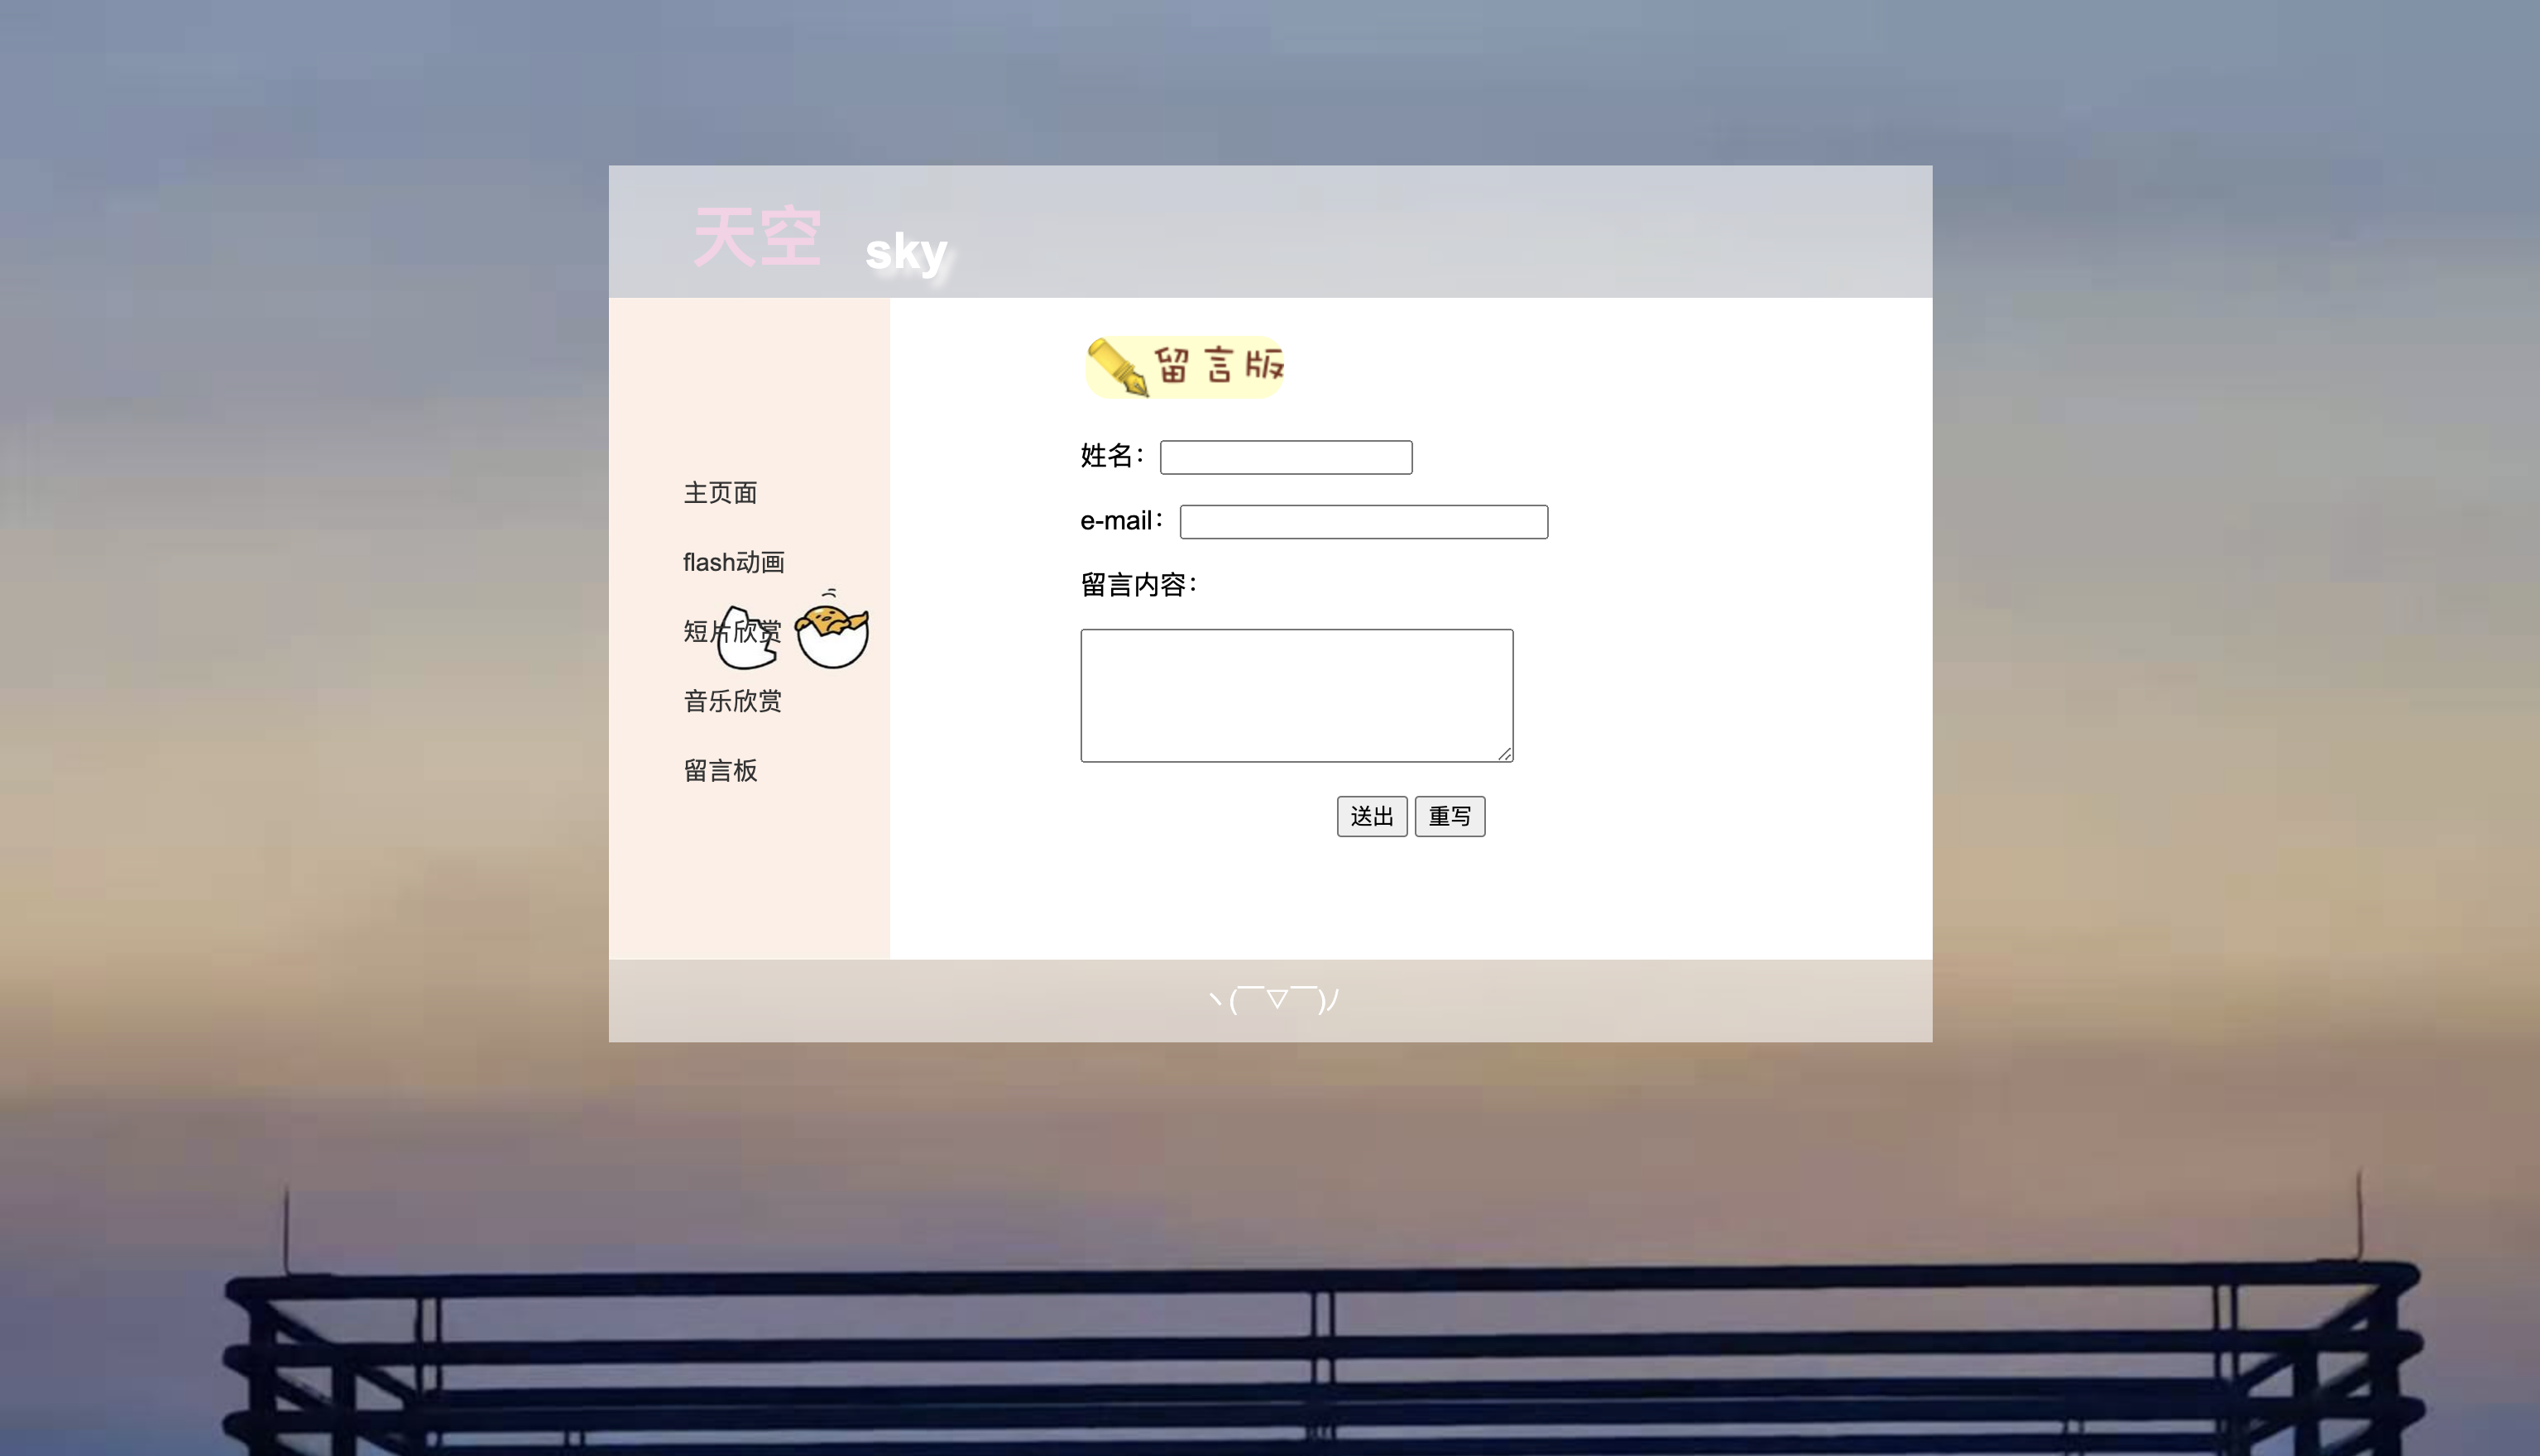 天空 sky
主页面
flash动画
短片欣赏
音乐欣赏
留言板
留言版
姓名：
e-mail：
留言内容：
送出 重写
ヽ(￣▽￣)ﾉ